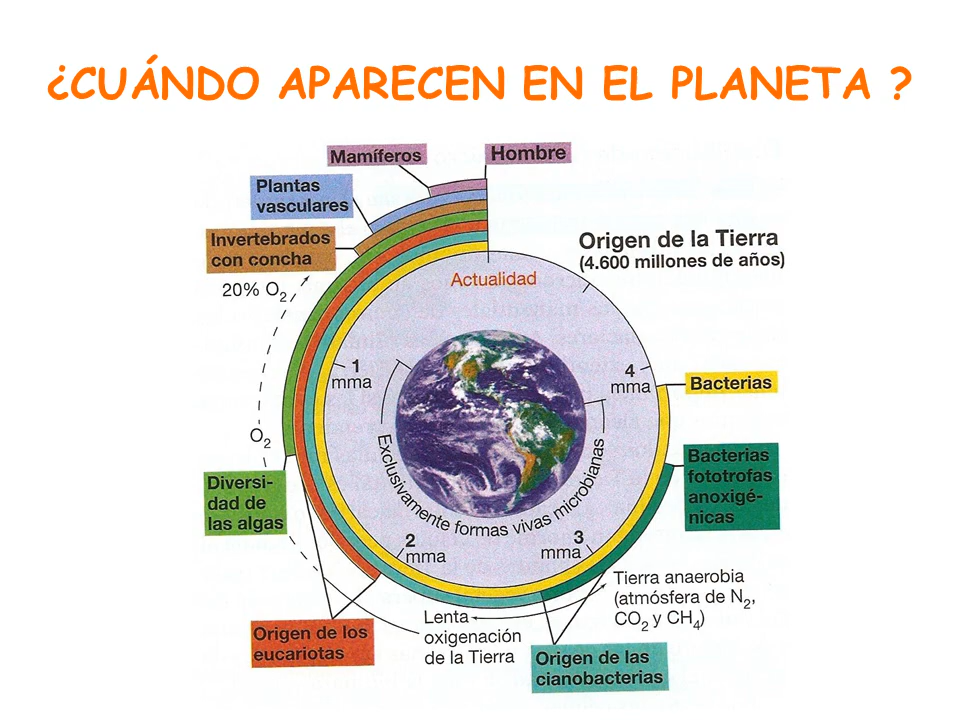 ¿CUÁNDO APARECEN EN EL PLANETA ?
Mamíferos
Hombre
Plantas
vasculares
Invertebrados
con concha
Origen de la Tierra
(4.600 millones de años)
Actualidad
20% O2
1
mma
4
mma
Bacterias
O2
Exclusivamente formas vivas microbianas
Bacterias
fototrofas
anoxigé-
nicas
Diversi-
dad de
las algas
2
mma
3
mma
Tierra anaerobia
(atmósfera de N2,
CO2 y CH4)
Lenta
oxigenación
de la Tierra
Origen de los
eucariotas
Origen de las
cianobacterias